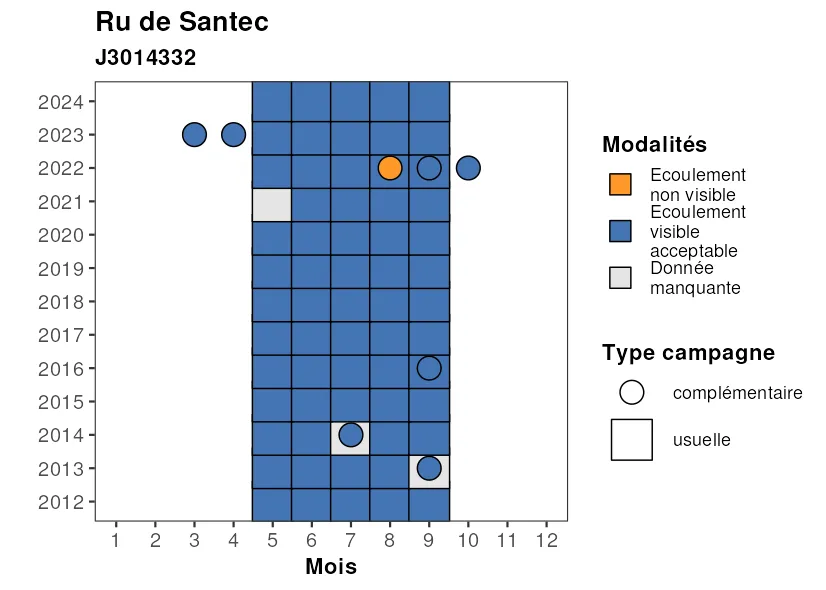 Ru de Santec
J3014332
2024
2023
2022
2021
2020
2019
2018
2017
2016
2015
2014
2013
2012
1 2 3 4 5 6 7 8 9 10 11 12
Mois
Modalités
Ecoulement
non visible
Ecoulement
visible
acceptable
Donnée
manquante
Type campagne
complémentaire
usuelle